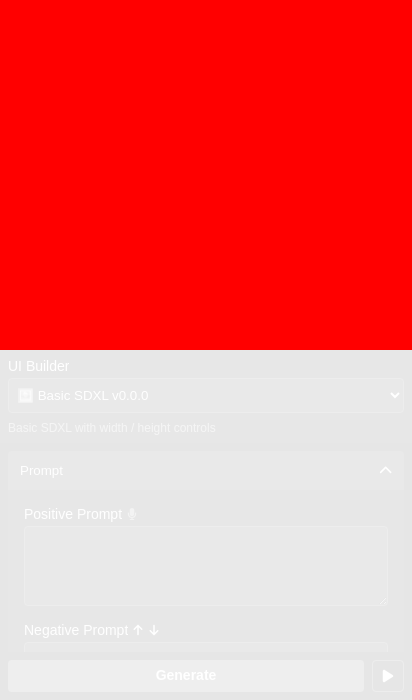 UI Builder
Basic SDXL v0.0.0
Basic SDXL with width / height controls
Prompt
Positive Prompt
Negative Prompt
Generate